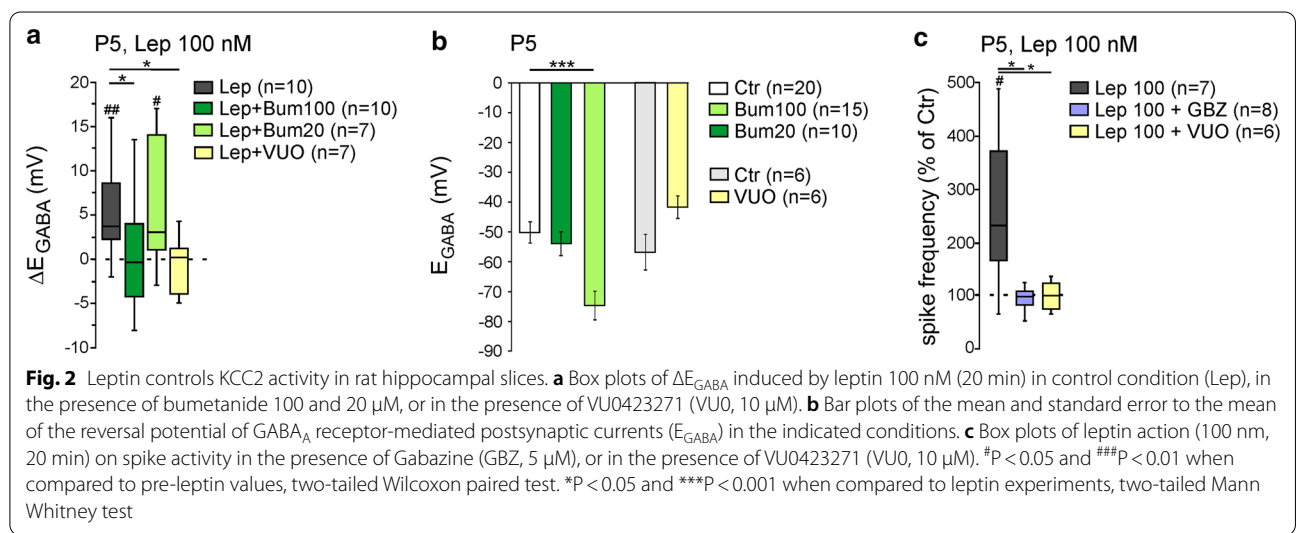 a
P5, Lep 100 nM
ΔE_GABA (mV)
20
15
10
5
0
-5
-10
*
*
##
#
Lep (n=10)
Lep+Bum100 (n=10)
Lep+Bum20 (n=7)
Lep+VUO (n=7)
b
P5
E_GABA (mV)
0
-10
-20
-30
-40
-50
-60
-70
-80
-90
***
Ctr (n=20)
Bum100 (n=15)
Bum20 (n=10)
Ctr (n=6)
VUO (n=6)
c
P5, Lep 100 nM
spike frequency (% of Ctr)
500
400
300
200
100
0
* *
#
Lep 100 (n=7)
Lep 100 + GBZ (n=8)
Lep 100 + VUO (n=6)
Fig. 2 Leptin controls KCC2 activity in rat hippocampal slices. a Box plots of ΔE_GABA induced by leptin 100 nM (20 min) in control condition (Lep), in
the presence of bumetanide 100 and 20 μM, or in the presence of VU0423271 (VU0, 10 μM). b Bar plots of the mean and standard error to the mean
of the reversal potential of GABA_A receptor-mediated postsynaptic currents (E_GABA) in the indicated conditions. c Box plots of leptin action (100 nm,
20 min) on spike activity in the presence of Gabazine (GBZ, 5 μM), or in the presence of VU0423271 (VU0, 10 μM). #P < 0.05 and ###P < 0.01 when
compared to pre-leptin values, two-tailed Wilcoxon paired test. *P < 0.05 and ***P < 0.001 when compared to leptin experiments, two-tailed Mann
Whitney test